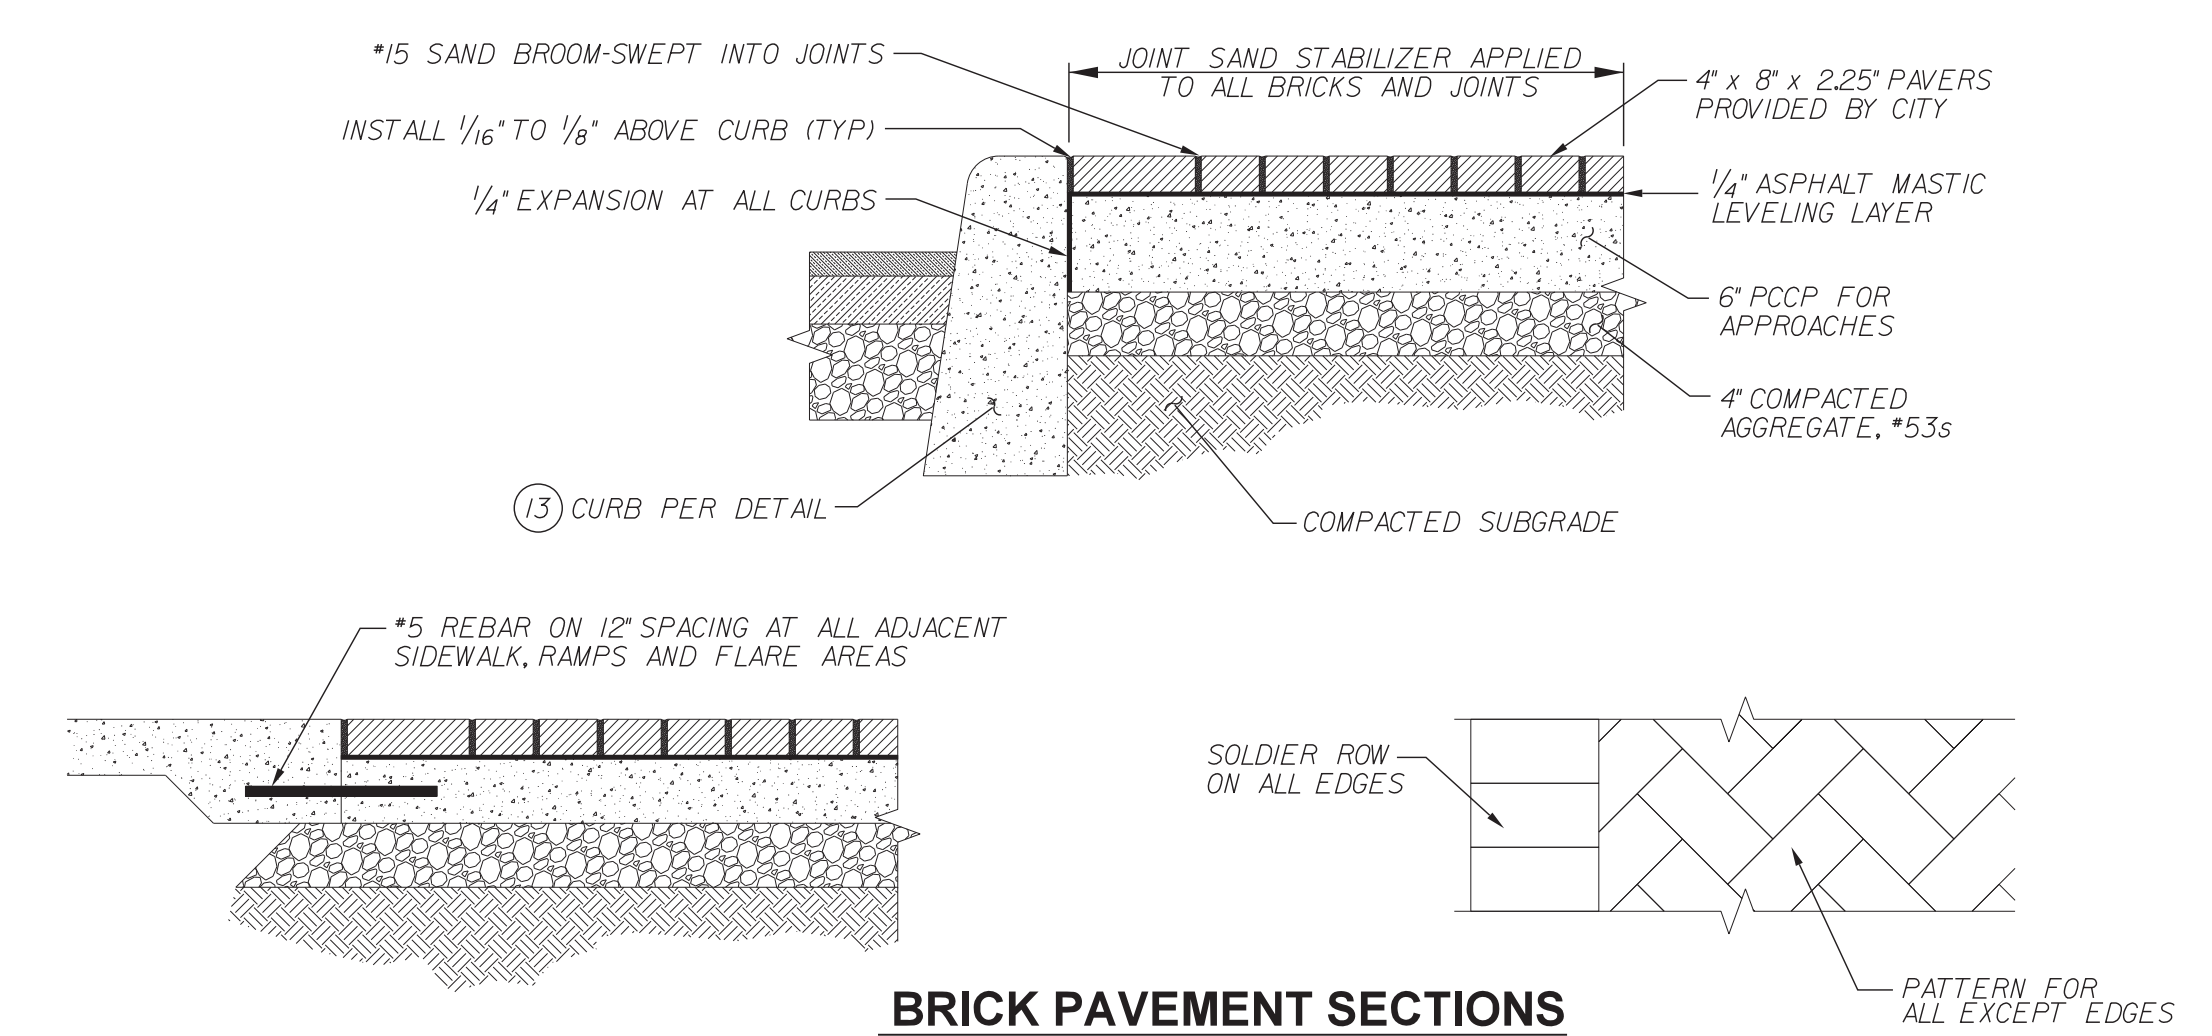 #15 SAND BROOM-SWEPT INTO JOINTS
INSTALL 1/16" TO 1/8" ABOVE CURB (TYP)
1/4" EXPANSION AT ALL CURBS
13 CURB PER DETAIL
JOINT SAND STABILIZER APPLIED
TO ALL BRICKS AND JOINTS
4" x 8" x 2.25" PAVERS
PROVIDED BY CITY
1/4" ASPHALT MASTIC
LEVELING LAYER
6" PCCP FOR
APPROACHES
4" COMPACTED
AGGREGATE, #53s
COMPACTED SUBGRADE
#5 REBAR ON 12" SPACING AT ALL ADJACENT
SIDEWALK, RAMPS AND FLARE AREAS
SOLDIER ROW
ON ALL EDGES
PATTERN FOR
ALL EXCEPT EDGES
BRICK PAVEMENT SECTIONS